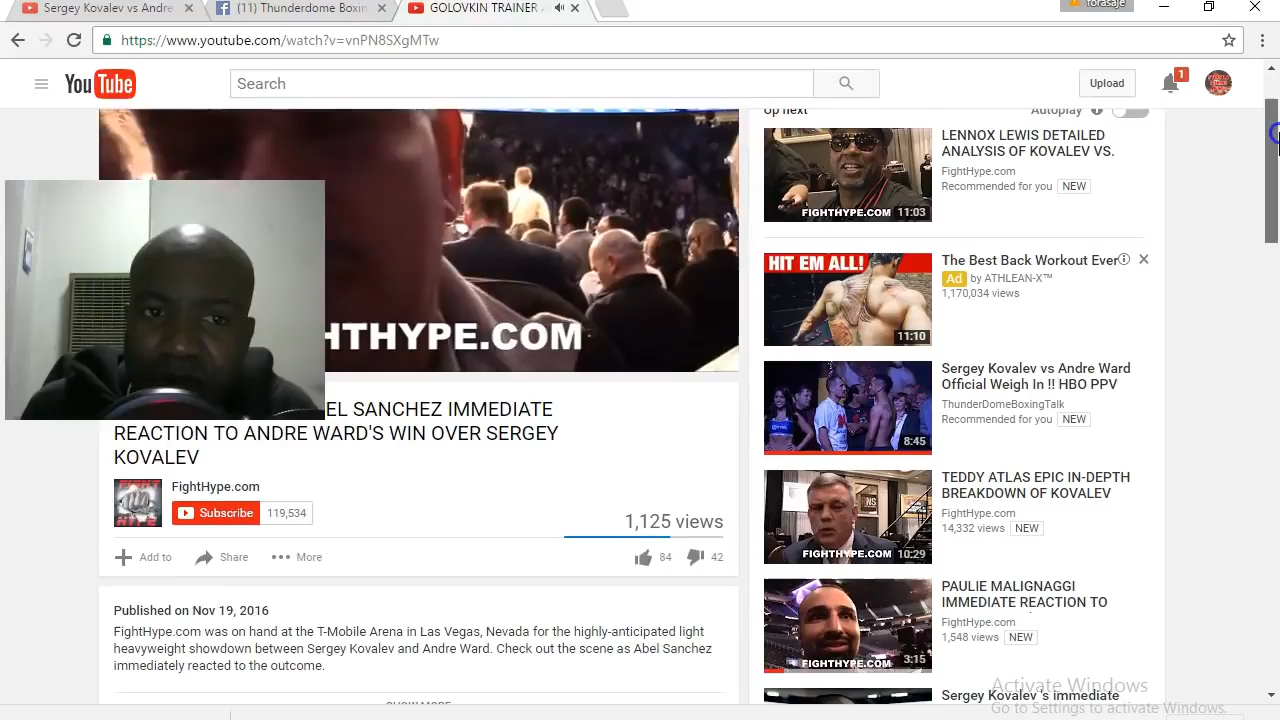 Sergey Kovalev vs Andre
(11) Thunderdome Boxin
GOLOVKIN TRAINER A
https://www.youtube.com/watch?v=vnPN8SXgMTw
YouTube
Search
Upload
1
Up next
Autoplay
LENNOX LEWIS DETAILED
ANALYSIS OF KOVALEV VS.
FightHype.com
Recommended for you NEW
FIGHTHYPE.COM 11:03
HIT EM ALL!
The Best Back Workout Ever
Ad by ATHLEAN-X™
1,170,034 views
11:10
Sergey Kovalev vs Andre Ward
Official Weigh In !! HBO PPV
ThunderDomeBoxingTalk
Recommended for you NEW
8:45
TEDDY ATLAS EPIC IN-DEPTH
BREAKDOWN OF KOVALEV
FightHype.com
14,332 views NEW
FIGHTHYPE.COM 10:29
PAULIE MALIGNAGGI
IMMEDIATE REACTION TO
FightHype.com
1,548 views NEW
FIGHTHYPE.COM 3:15
Sergey Kovalev 's immediate
HTHYPE.COM
EL SANCHEZ IMMEDIATE
REACTION TO ANDRE WARD'S WIN OVER SERGEY
KOVALEV
FightHype.com
Subscribe 119,534
1,125 views
Add to Share More 84 42
Published on Nov 19, 2016
FightHype.com was on hand at the T-Mobile Arena in Las Vegas, Nevada for the highly-anticipated light
heavyweight showdown between Sergey Kovalev and Andre Ward. Check out the scene as Abel Sanchez
immediately reacted to the outcome.
SHOW MORE
Activate Windows
Go to Settings to activate Windows.